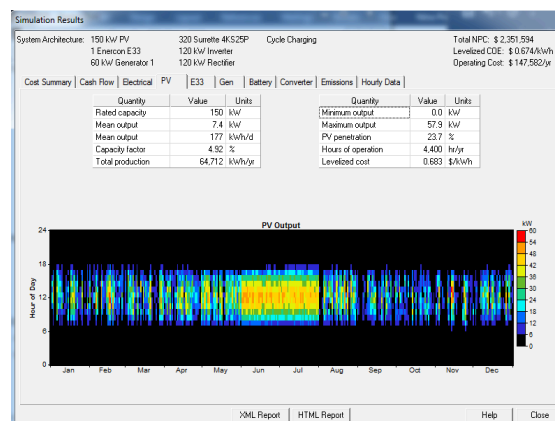 Simulation Results
System Architecture: 150 kW PV 320 Surrette 4KS25P Cycle Charging Total NPC: $ 2,351,594
1 Enercon E33 120 kW Inverter Levelized COE: $ 0.674/kWh
60 kW Generator 1 120 kW Rectifier Operating Cost: $ 147,582/yr
Cost Summary Cash Flow Electrical PV E33 Gen Battery Converter Emissions Hourly Data
Quantity Value Units Quantity Value Units
Rated capacity 150 kW Minimum output 0.0 kW
Mean output 7.4 kW Maximum output 57.9 kW
Mean output 177 kWh/d PV penetration 23.7 %
Capacity factor 4.92 % Hours of operation 4,400 hr/yr
Total production 64,712 kWh/yr Levelized cost 0.683 $/kWh
PV Output
kW
24
18
12
6
0
Hour of Day
Jan Feb Mar Apr May Jun Jul Aug Sep Oct Nov Dec
60
54
48
42
36
30
24
18
12
6
0
XML Report HTML Report Help Close